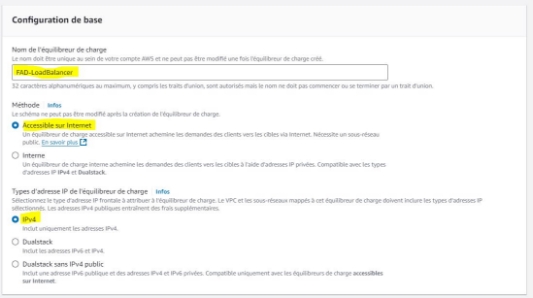 Configuration de base
Nom de l'équilibreur de charge
Le nom doit être unique au sein de votre compte AWS et ne peut pas être modifié une fois l'équilibreur de charge créé.
FAD-LoadBalancer
32 caractères alphanumériques au maximum, y compris les traits d'union, sont autorisés mais le nom ne doit pas commencer ou se terminer par un trait d'union.
Méthode Infos
Le schéma ne peut pas être modifié après la création de l'équilibreur de charge.
Accessible sur Internet
Un équilibreur de charge accessible sur Internet achemine les demandes des clients vers les cibles via Internet. Nécessite un sous-réseau
public. En savoir plus
Interne
Un équilibreur de charge interne achemine les demandes des clients vers les cibles à l'aide d'adresses IP privées. Compatible avec les types
d'adresses IP IPv4 et Dualstack.
Types d'adresse IP de l'équilibreur de charge Infos
Sélectionnez le type d'adresse IP frontale à attribuer à l'équilibreur de charge. Le VPC et les sous-réseaux mappés à cet équilibreur de charge doivent inclure les types d'adresses IP
sélectionnés. Les adresses IPv4 publiques entraînent des frais supplémentaires.
IPv4
Inclut uniquement les adresses IPv4.
Dualstack
Inclut les adresses IPv4 et IPv6.
Dualstack sans IPv4 public
Inclut une adresse IPv6 publique et des adresses IPv4 et IPv6 privées. Compatible uniquement avec les équilibreurs de charge accessibles
sur Internet.